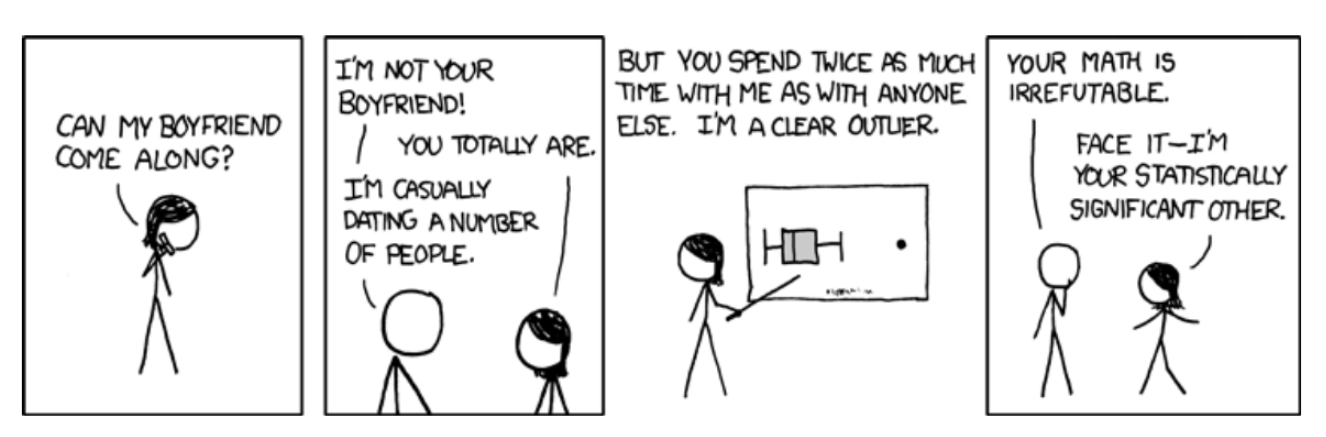 CAN MY BOYFRIEND
COME ALONG?
I'M NOT YOUR
BOYFRIEND!
YOU TOTALLY ARE.
I'M CASUALLY
DATING A NUMBER
OF PEOPLE.
BUT YOU SPEND TWICE AS MUCH
TIME WITH ME AS WITH ANYONE
ELSE. I'M A CLEAR OUTLIER.
YOUR MATH IS
IRREFUTABLE.
FACE IT—I'M
YOUR STATISTICALLY
SIGNIFICANT OTHER.